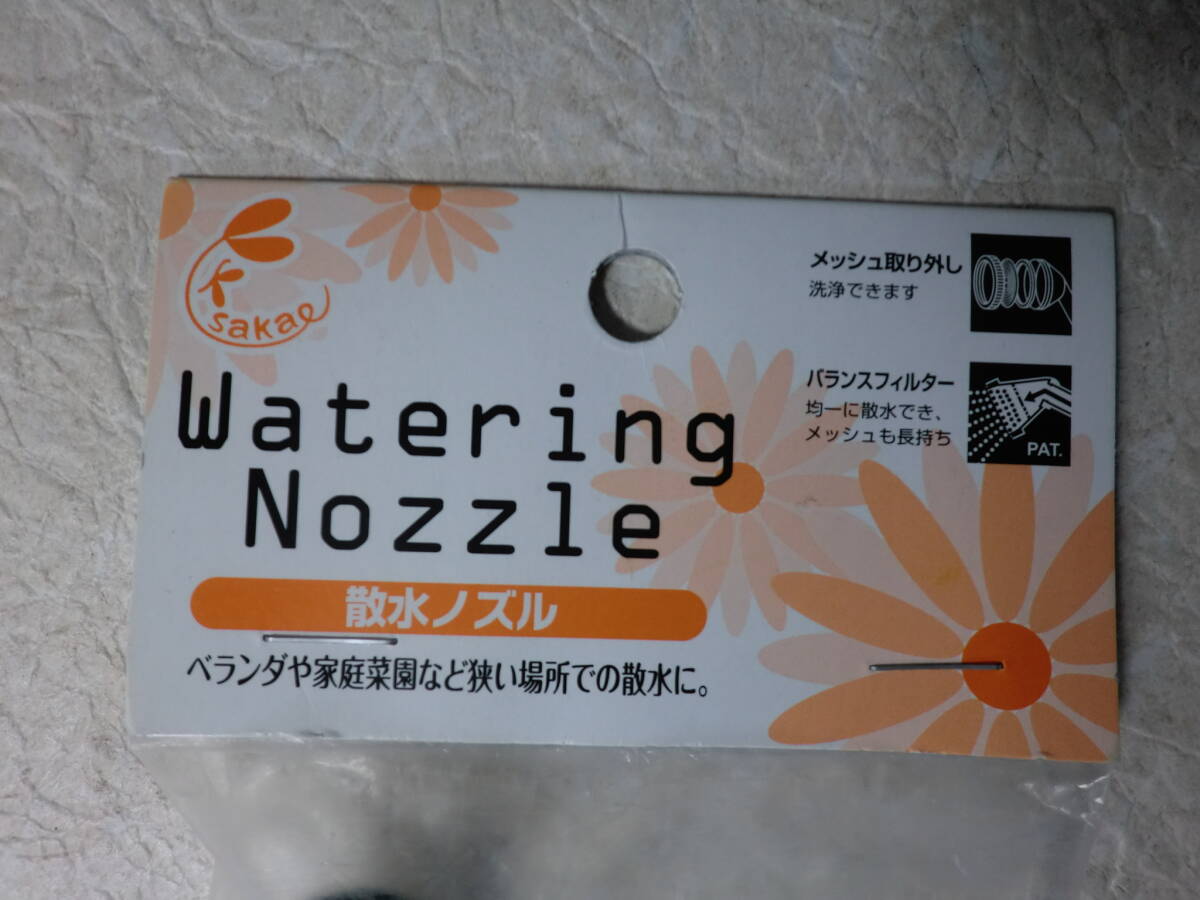 sakae
Watering
Nozzle
散水ノズル
ベランダや家庭菜園など狭い場所での散水に。
メッシュ取り外し
洗浄できます
バランスフィルター
均一に散水でき、
メッシュも長持ち
PAT.